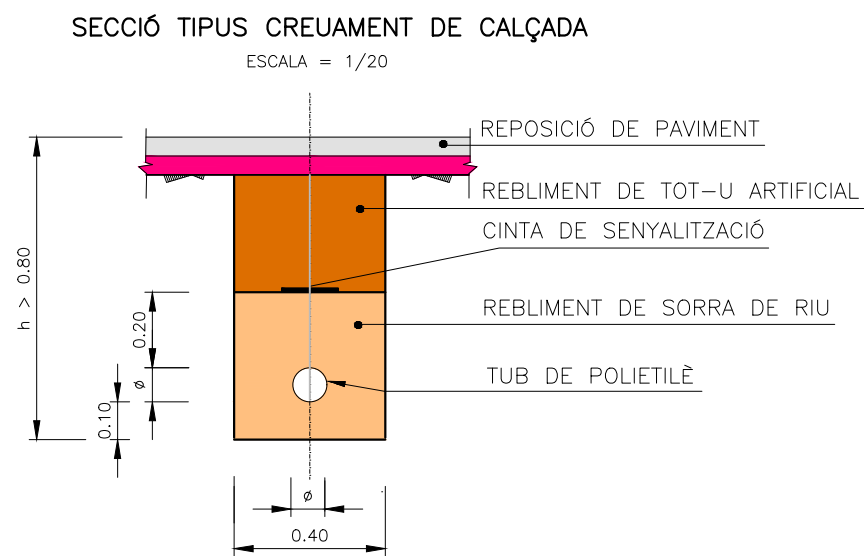 SECCIÓ TIPUS CREUAMENT DE CALÇADA
ESCALA = 1/20
REPOSICIÓ DE PAVIMENT
REBLIMENT DE TOT-U ARTIFICIAL
CINTA DE SENYALITZACIÓ
h > 0.80
0.20
REBLIMENT DE SORRA DE RIU
TUB DE POLIETILÈ
ø
0.10
ø
0.40